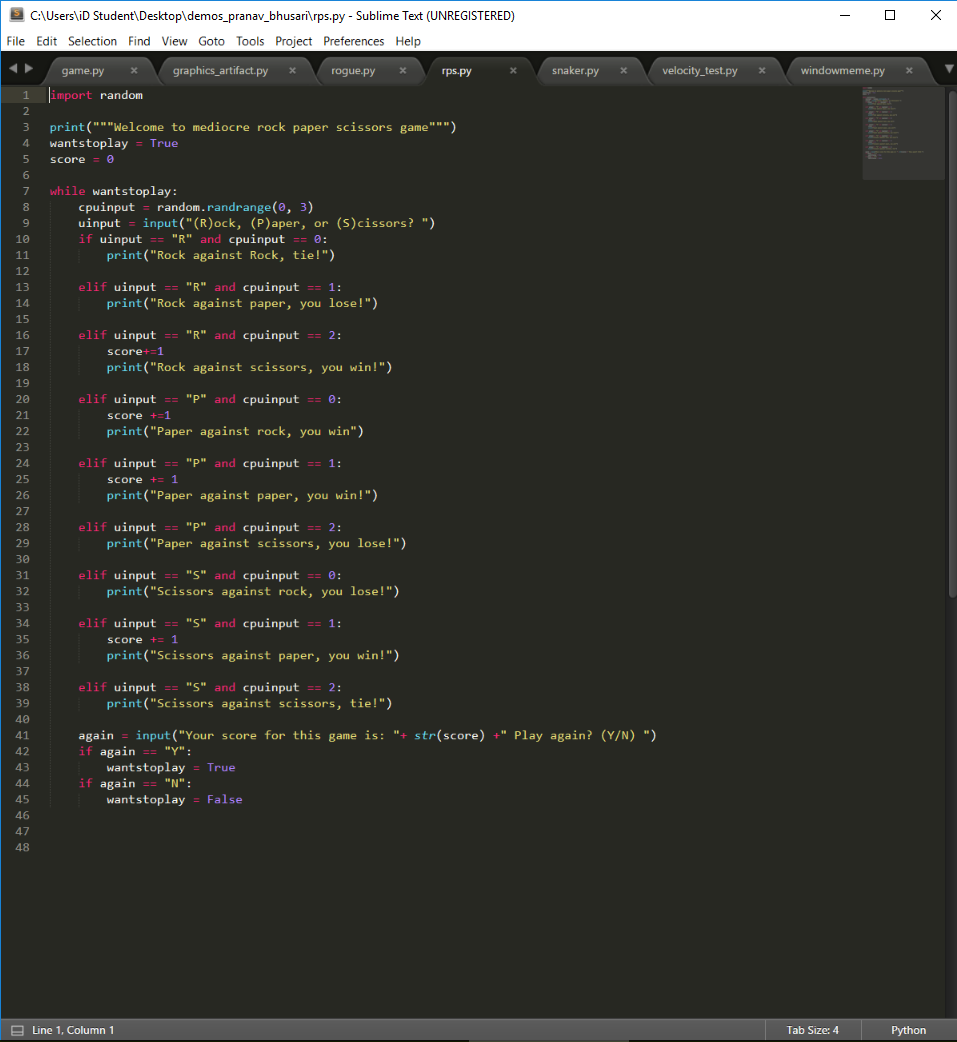 C:\Users\iD Student\Desktop\demos_pranav_bhusari\rps.py - Sublime Text (UNREGISTERED)
File Edit Selection Find View Goto Tools Project Preferences Help
game.py × graphics_artifact.py × rogue.py × rps.py × snaker.py × velocity_test.py × windowmeme.py ×
1 import random
2
3 print("""Welcome to mediocre rock paper scissors game""")
4 wantstoplay = True
5 score = 0
6
7 while wantstoplay:
8     cpuinput = random.randrange(0, 3)
9     uinput = input("(R)ock, (P)aper, or (S)cissors? ")
10     if uinput == "R" and cpuinput == 0:
11         print("Rock against Rock, tie!")
12
13     elif uinput == "R" and cpuinput == 1:
14         print("Rock against paper, you lose!")
15
16     elif uinput == "R" and cpuinput == 2:
17         score+=1
18         print("Rock against scissors, you win!")
19
20     elif uinput == "P" and cpuinput == 0:
21         score +=1
22         print("Paper against rock, you win")
23
24     elif uinput == "P" and cpuinput == 1:
25         score += 1
26         print("Paper against paper, you win!")
27
28     elif uinput == "P" and cpuinput == 2:
29         print("Paper against scissors, you lose!")
30
31     elif uinput == "S" and cpuinput == 0:
32         print("Scissors against rock, you lose!")
33
34     elif uinput == "S" and cpuinput == 1:
35         score += 1
36         print("Scissors against paper, you win!")
37
38     elif uinput == "S" and cpuinput == 2:
39         print("Scissors against scissors, tie!")
40
41     again = input("Your score for this game is: "+ str(score) +" Play again? (Y/N) ")
42     if again == "Y":
43         wantstoplay = True
44     if again == "N":
45         wantstoplay = False
46
47
48
Line 1, Column 1 Tab Size: 4 Python